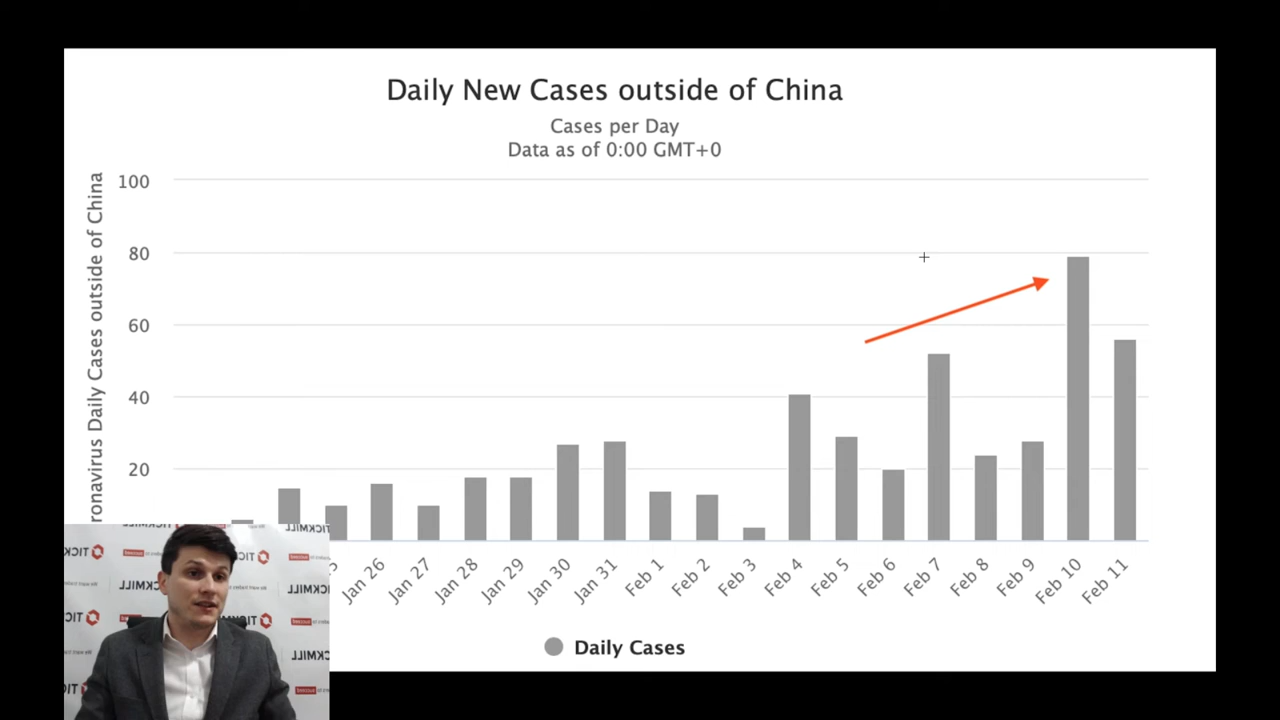 Daily New Cases outside of China
Cases per Day
Data as of 0:00 GMT+0
ronavirus Daily Cases outside of China
100
80
60
40
20
5
Jan 26
Jan 27
Jan 28
Jan 29
Jan 30
Jan 31
Feb 1
Feb 2
Feb 3
Feb 4
Feb 5
Feb 6
Feb 7
Feb 8
Feb 9
Feb 10
Feb 11
Daily Cases
TICKMILL